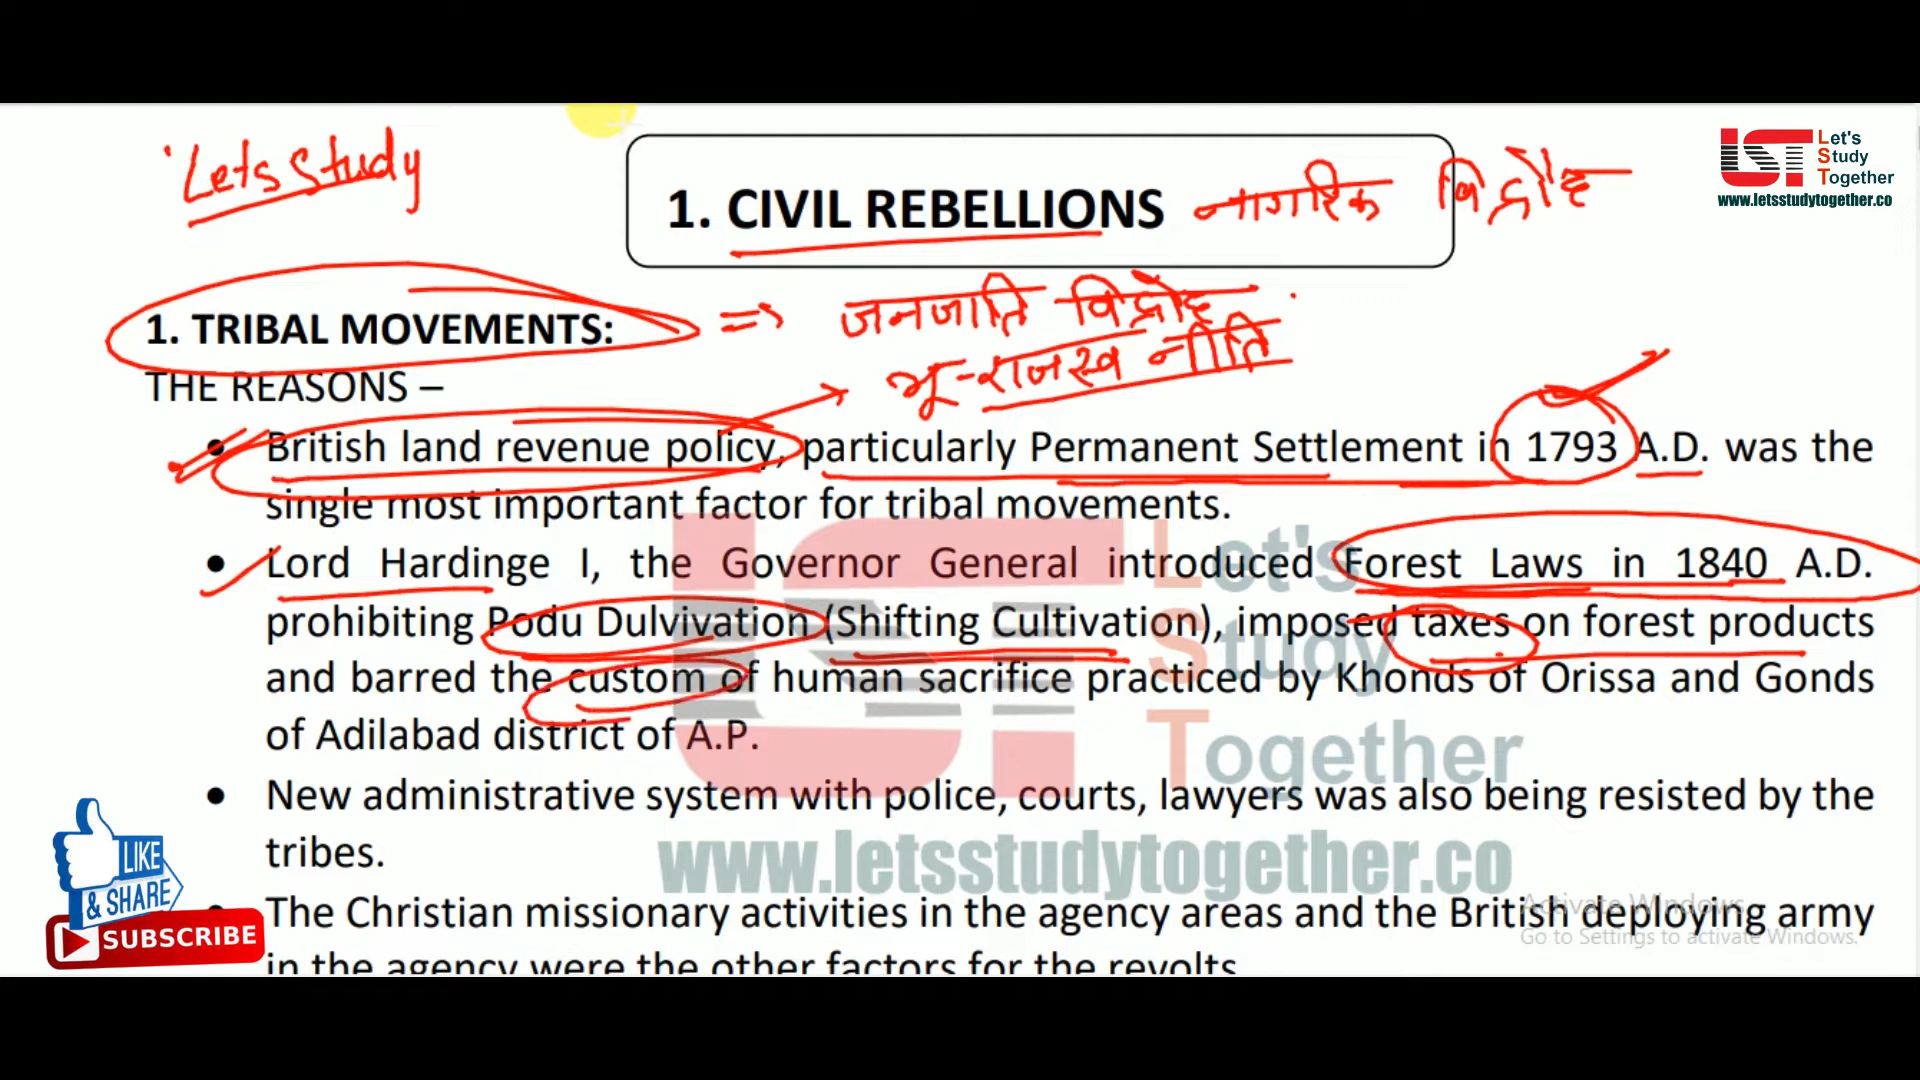 Lets Study
1. CIVIL REBELLIONS नागरिक विद्रोह
Let's
Study
Together
www.letsstudytogether.co
1. TRIBAL MOVEMENTS: => जनजाति विद्रोह
THE REASONS –
भू-राजस्व नीति
• British land revenue policy, particularly Permanent Settlement in 1793 A.D. was the
single most important factor for tribal movements.
• Lord Hardinge I, the Governor General introduced Forest Laws in 1840 A.D.
prohibiting Podu Dulvivation (Shifting Cultivation), imposed taxes on forest products
and barred the custom of human sacrifice practiced by Khonds of Orissa and Gonds
of Adilabad district of A.P.
• New administrative system with police, courts, lawyers was also being resisted by the
tribes.
• The Christian missionary activities in the agency areas and the British deploying army
in the agency were the other factors for the revolts.
LST
Let's
Study
Together
www.letsstudytogether.co
LIKE
& SHARE
SUBSCRIBE
Activate Windows
Go to Settings to activate Windows.